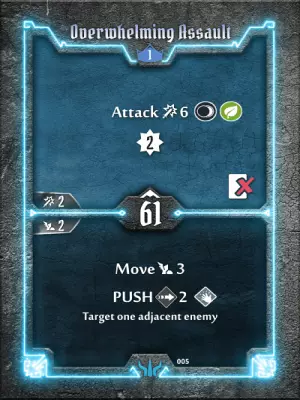 Overwhelming Assault
1
Attack 6
2
2
61
2
Move 3
PUSH 2
Target one adjacent enemy
005